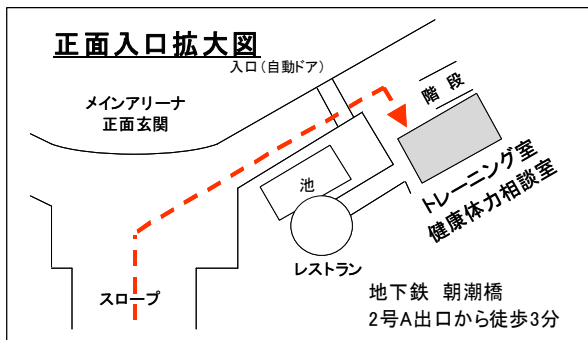 正面入口拡大図
入口(自動ドア)
メインアリーナ
正面玄関
階段
池
トレーニング室
健康体力相談室
レストラン
スロープ
地下鉄 朝潮橋
2号A出口から徒歩3分